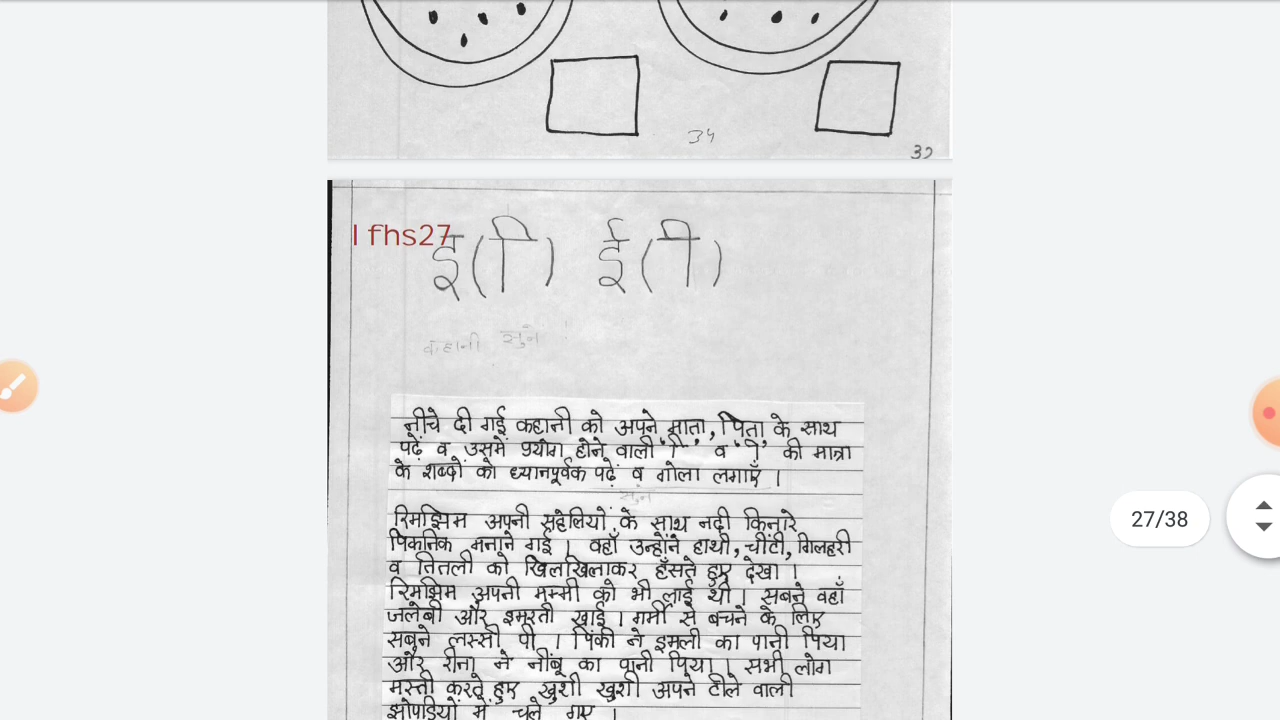 34
32
l fhs27
इ ( ि ) ई ( ी )
कहानी सुने !
नीचे दी गई कहानी को अपने माता, पिता के साथ
पढ़ें व उसमें प्रयोग होने वाली ' ि ' व ' ी ' की मात्रा
के शब्दों को ध्यानपूर्वक पढ़ें व गोला लगाएँ ।
सुन
रिमझिम अपनी सहेलियों के साथ नदी किनारे
पिकनिक मनाने गई । वहाँ उन्होंने हाथी, चींटी, गिलहरी
व तितली को खिलखिलाकर हँसते हुए देखा ।
रिमझिम अपनी मम्मी को भी लाई थी । सबने वहाँ
जलेबी और इमरती खाई । गर्मी से बचने के लिए
सबने लस्सी पी । पिंकी ने इमली का पानी पिया
और रीना ने नींबू का पानी पिया । सभी लोग
मस्ती करते हुए खुशी खुशी अपने टीले वाली
झोपड़ियों में चले गए ।
27/38